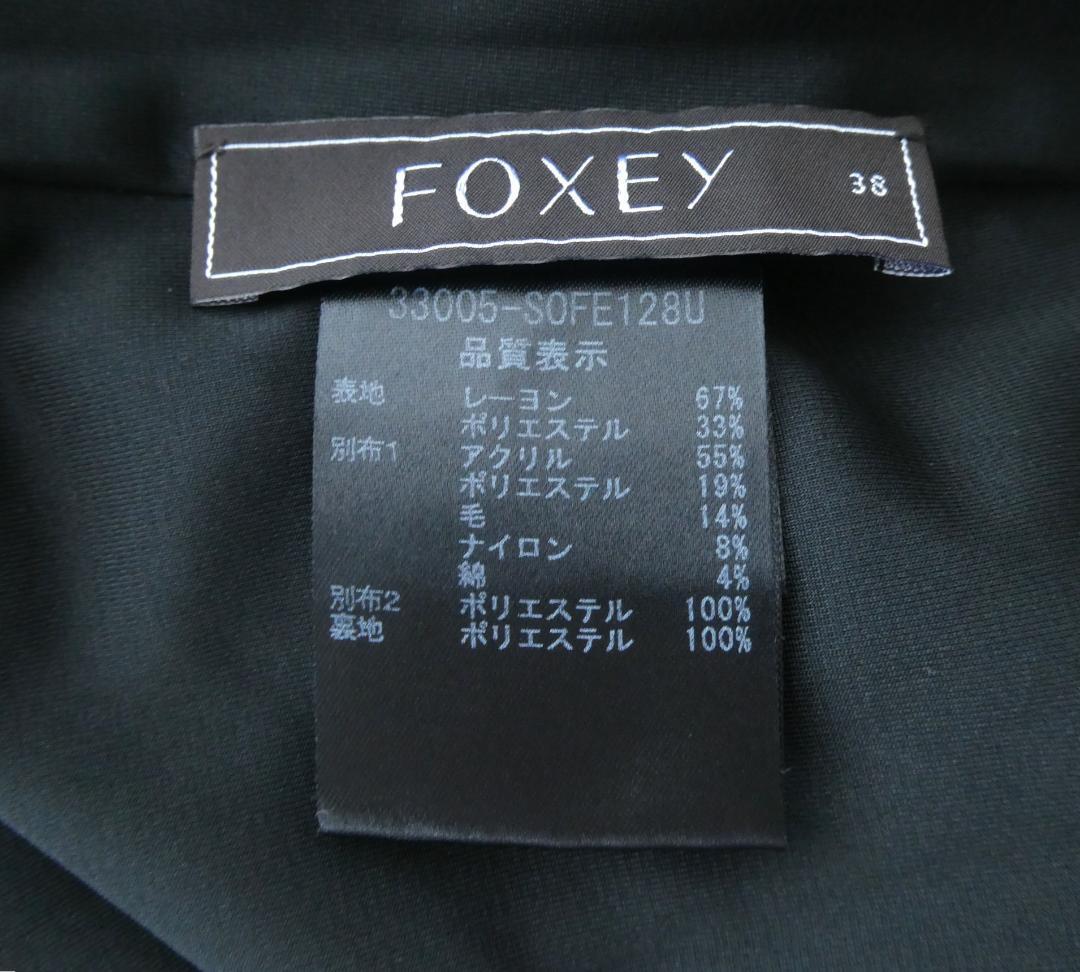 FOXEY 38
33005-SOFE128U
品質表示
表地 レーヨン 67%
ポリエステル 33%
別布1 アクリル 55%
ポリエステル 19%
毛 14%
ナイロン 8%
綿 4%
別布2 ポリエステル 100%
裏地 ポリエステル 100%